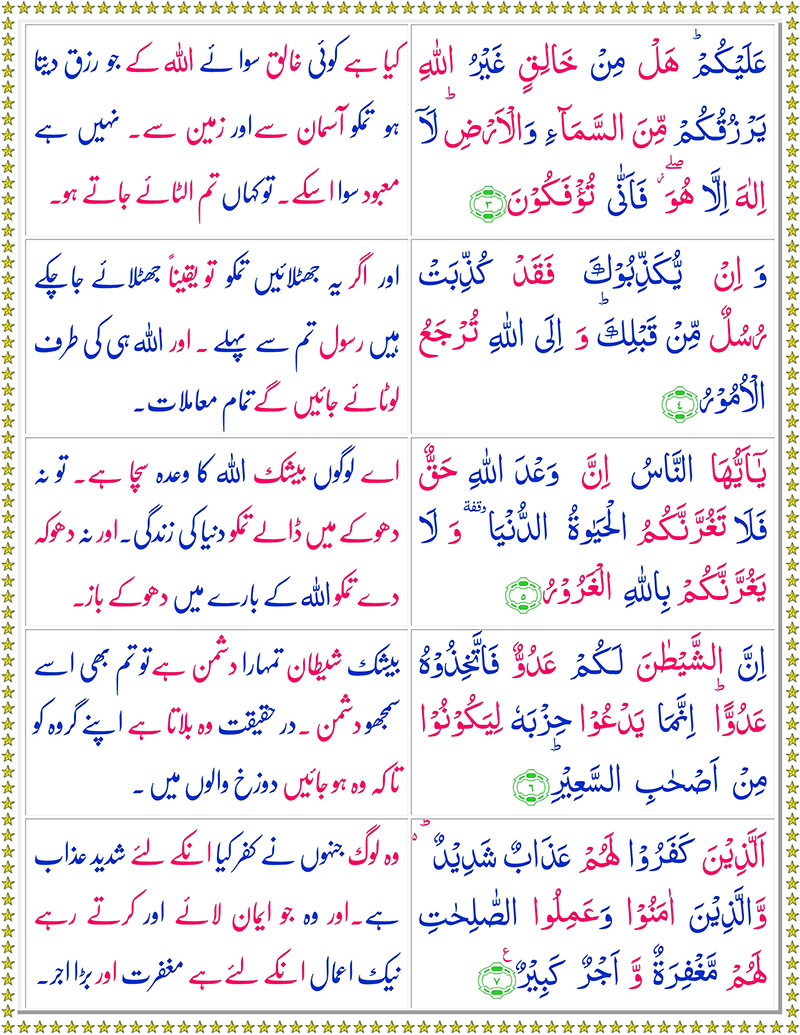 عَلَيْكُمْ ؕ هَلْ مِنْ خَالِقٍ غَيْرُ اللّٰهِ
يَرْزُقُكُمْ مِّنَ السَّمَآءِ وَالْاَرْضِ ؕ لَاۤ
اِلٰهَ اِلَّا هُوَ ۖ٘ فَاَنّٰى تُؤْفَكُوْنَ ۝۳
کیا ہے کوئی خالق سوائے اللہ کے جو رزق دیتا
ہو تمکو آسمان سے اور زمین سے۔ نہیں ہے
معبود سوا اسکے۔ تو کہاں تم الٹائے جاتے ہو۔
وَ اِنْ يُّكَذِّبُوْكَ فَقَدْ كُذِّبَتْ
رُسُلٌ مِّنْ قَبْلِكَ ؕ وَ اِلَى اللّٰهِ تُرْجَعُ
الْاُمُوْرُ ۝۴
اور اگر یہ جھٹلائیں تمکو تو یقیناً جھٹلائے جاچکے
ہیں رسول تم سے پہلے ۔ اور اللہ ہی کی طرف
لوٹائے جائیں گے تمام معاملات۔
يٰۤاَيُّهَا النَّاسُ اِنَّ وَعْدَ اللّٰهِ حَقٌّ
فَلَا تَغُرَّنَّكُمُ الْحَيٰوةُ الدُّنْيَا ۥ وقفة وَ لَا
يَغُرَّنَّكُمْ بِاللّٰهِ الْغَرُوْرُ ۝۵
اے لوگوں بیشک اللہ کا وعدہ سچا ہے۔ تو نہ
دھوکے میں ڈالے تمکو دنیا کی زندگی۔ اور نہ دھوکہ
دے تمکو اللہ کے بارے میں دھوکے باز۔
اِنَّ الشَّيْطٰنَ لَكُمْ عَدُوٌّ فَاتَّخِذُوْهُ
عَدُوًّا ؕ اِنَّمَا يَدْعُوْا حِزْبَهٗ لِيَكُوْنُوْا
مِنْ اَصْحٰبِ السَّعِيْرِ ؕ ۝۶
بیشک شیطان تمہارا دشمن ہے تو تم بھی اسے
سمجھو دشمن ۔ در حقیقت وہ بلاتا ہے اپنے گروہ کو
تاکہ وہ ہو جائیں دوزخ والوں میں ۔
اَلَّذِيْنَ كَفَرُوْا لَهُمْ عَذَابٌ شَدِيْدٌ ۬ؕ
وَّالَّذِيْنَ اٰمَنُوْا وَعَمِلُوا الصّٰلِحٰتِ
لَهُمْ مَّغْفِرَةٌ وَّ اَجْرٌ كَبِيْرٌ ۝۷ ع
وہ لوگ جنہوں نے کفر کیا انکے لئے شدید عذاب
ہے۔ اور وہ جو ایمان لائے اور کرتے رہے
نیک اعمال انکے لئے ہے مغفرت اور بڑا اجر۔